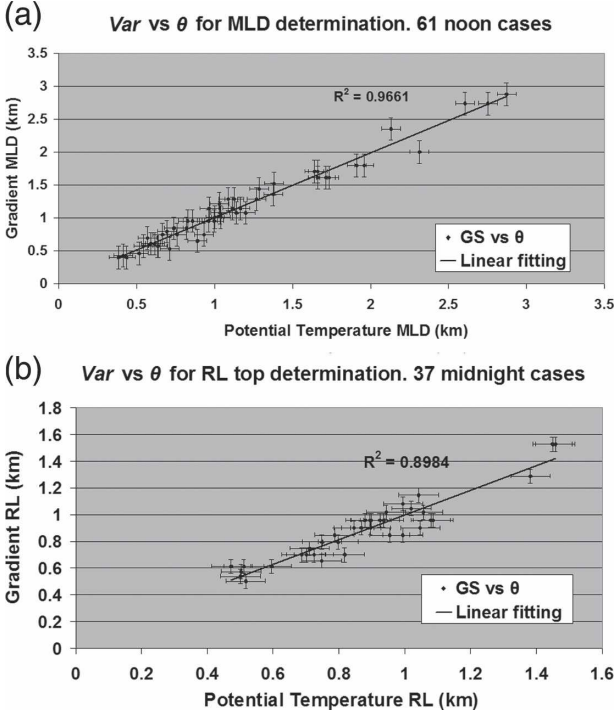 (a)
Var vs θ for MLD determination. 61 noon cases
3.5
3
2.5
2
1.5
1
0.5
0
Gradient MLD (km)
R² = 0.9661
GS vs θ
Linear fitting
0 0.5 1 1.5 2 2.5 3 3.5
Potential Temperature MLD (km)
(b)
Var vs θ for RL top determination. 37 midnight cases
1.8
1.6
1.4
1.2
1
0.8
0.6
0.4
0.2
0
Gradient RL (km)
R² = 0.8984
GS vs θ
Linear fitting
0 0.2 0.4 0.6 0.8 1 1.2 1.4 1.6
Potential Temperature RL (km)